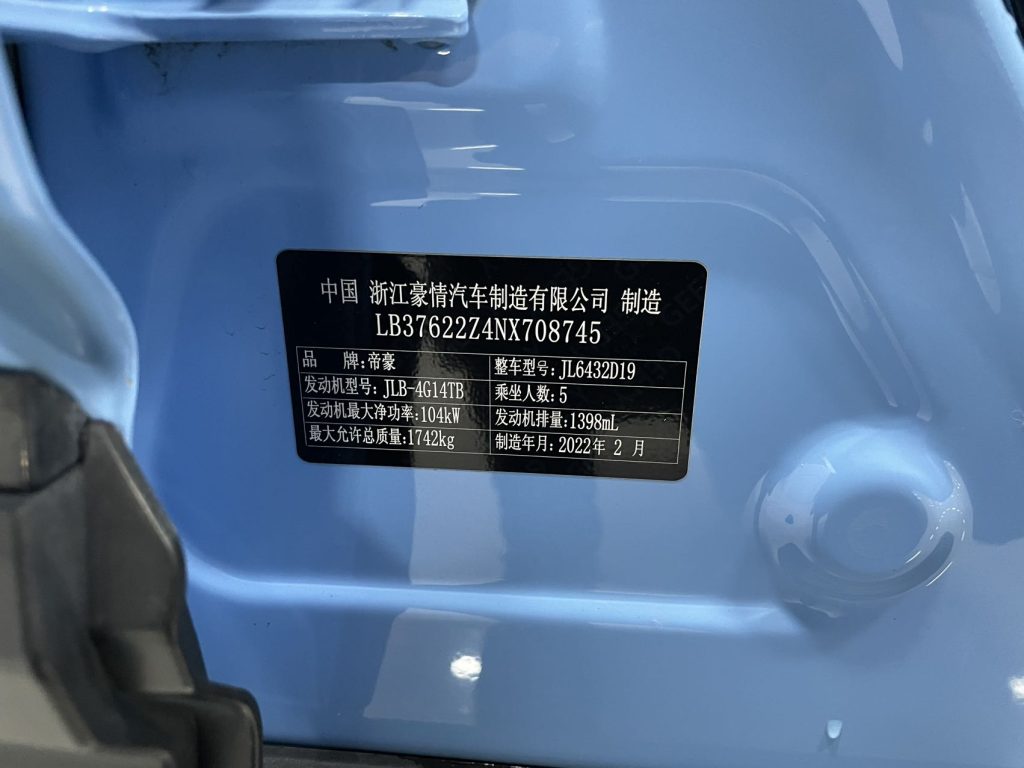 中国 浙江豪情汽车制造有限公司 制造
LB37622Z4NX708745
品 牌:帝豪 整车型号:JL6432D19
发动机型号:JLB-4G14TB 乘坐人数:5
发动机最大净功率:104kW 发动机排量:1398mL
最大允许总质量:1742kg 制造年月:2022年 2 月